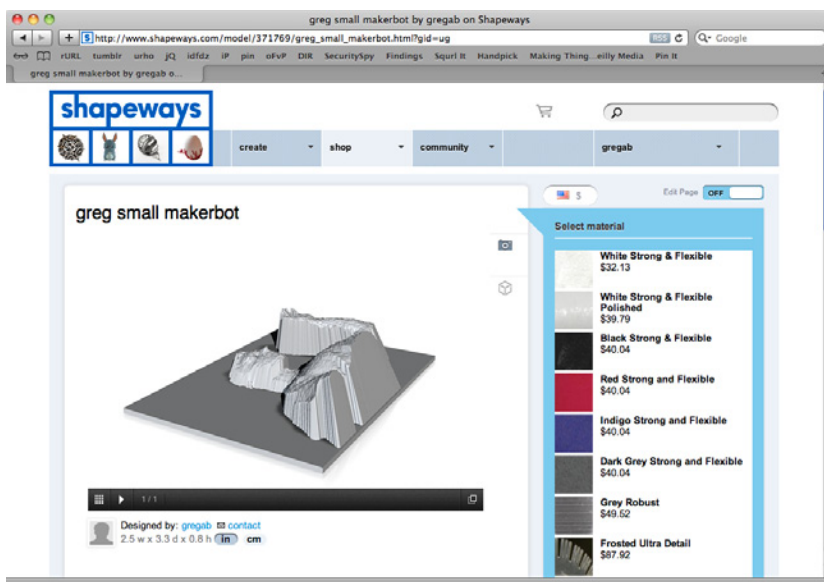 greg small makerbot by gregab on Shapeways
http://www.shapeways.com/model/371769/greg_small_makerbot.html?gid=ug
RSS
Google
rURL tumblr urho jQ idfdz iP pin oFvP DIR SecuritySpy Findings Squrl It Handpick Making Thing...eilly Media Pin It
greg small makerbot by gregab o...
shapeways
create
shop
community
gregab
greg small makerbot
$
Edit Page OFF
Select material
White Strong & Flexible
$32.13
White Strong & Flexible
Polished
$39.79
Black Strong & Flexible
$40.04
Red Strong and Flexible
$40.04
Indigo Strong and Flexible
$40.04
Dark Grey Strong and Flexible
$40.04
Grey Robust
$49.52
Frosted Ultra Detail
$87.92
1/1
Designed by: gregab contact
2.5 w x 3.3 d x 0.8 h in cm